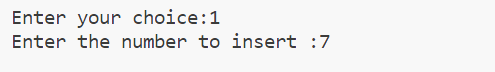 Enter your choice:1
Enter the number to insert :7